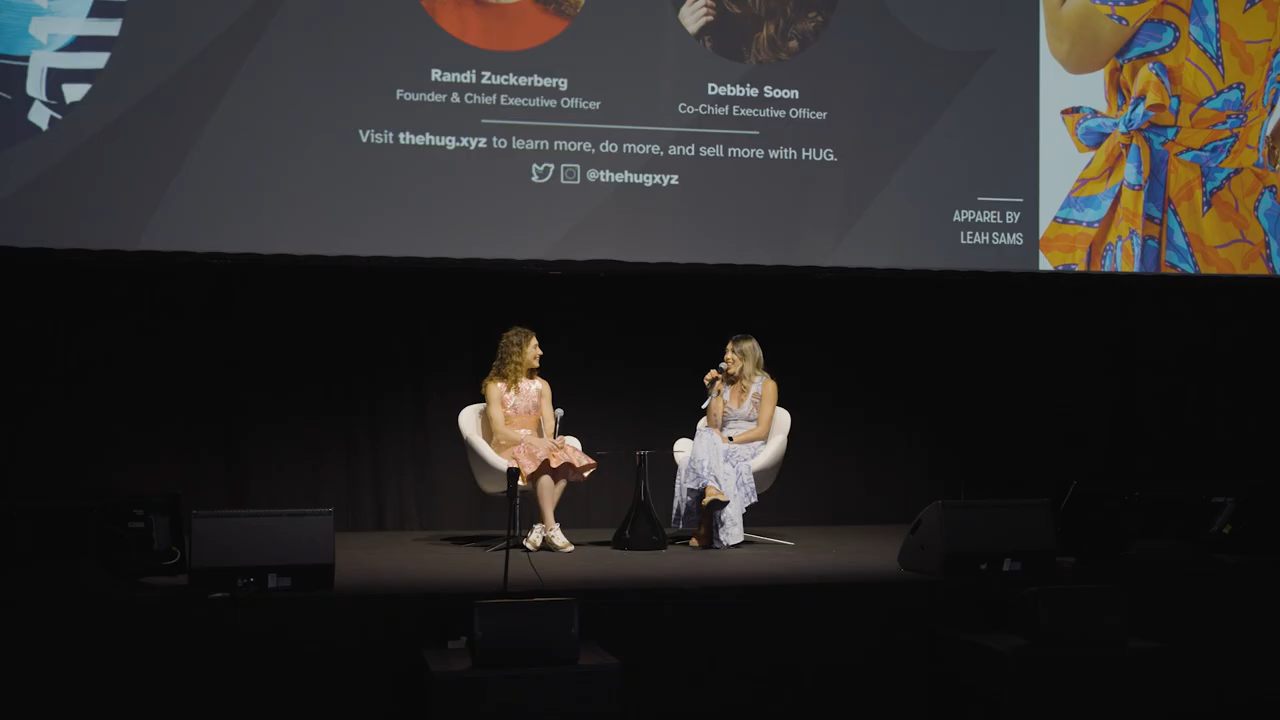 Randi Zuckerberg
Founder & Chief Executive Officer
Debbie Soon
Co-Chief Executive Officer
Visit thehug.xyz to learn more, do more, and sell more with HUG.
@thehugxyz
APPAREL BY
LEAH SAMS